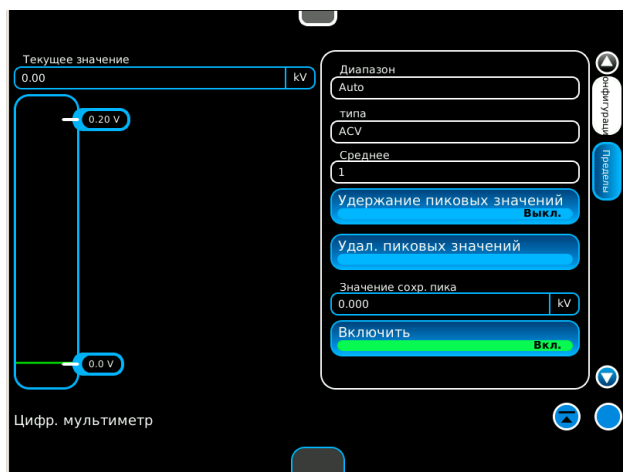 Текущее значение
0.00 kV
0.20 V
0.0 V
Диапазон
Auto
типа
ACV
Среднее
1
Удержание пиковых значений
Выкл.
Удал. пиковых значений
Значение сохр. пика
0.000 kV
Включить
Вкл.
онфигураци
Пределы
Цифр. мультиметр